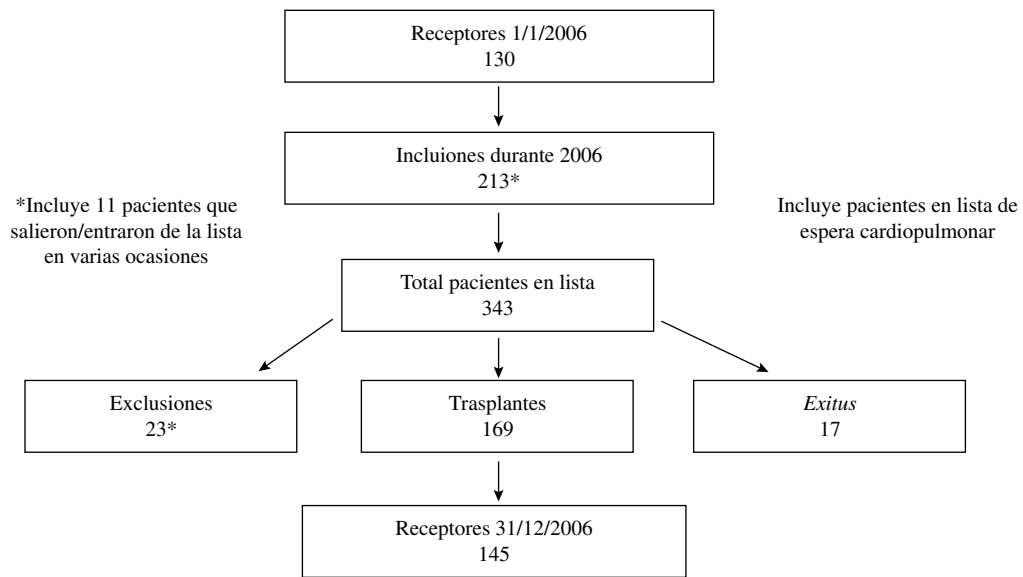 Receptores 1/1/2006
130
Incluiones durante 2006
213*
*Incluye 11 pacientes que
salieron/entraron de la lista
en varias ocasiones
Incluye pacientes en lista de
espera cardiopulmonar
Total pacientes en lista
343
Exclusiones
23*
Trasplantes
169
Exitus
17
Receptores 31/12/2006
145